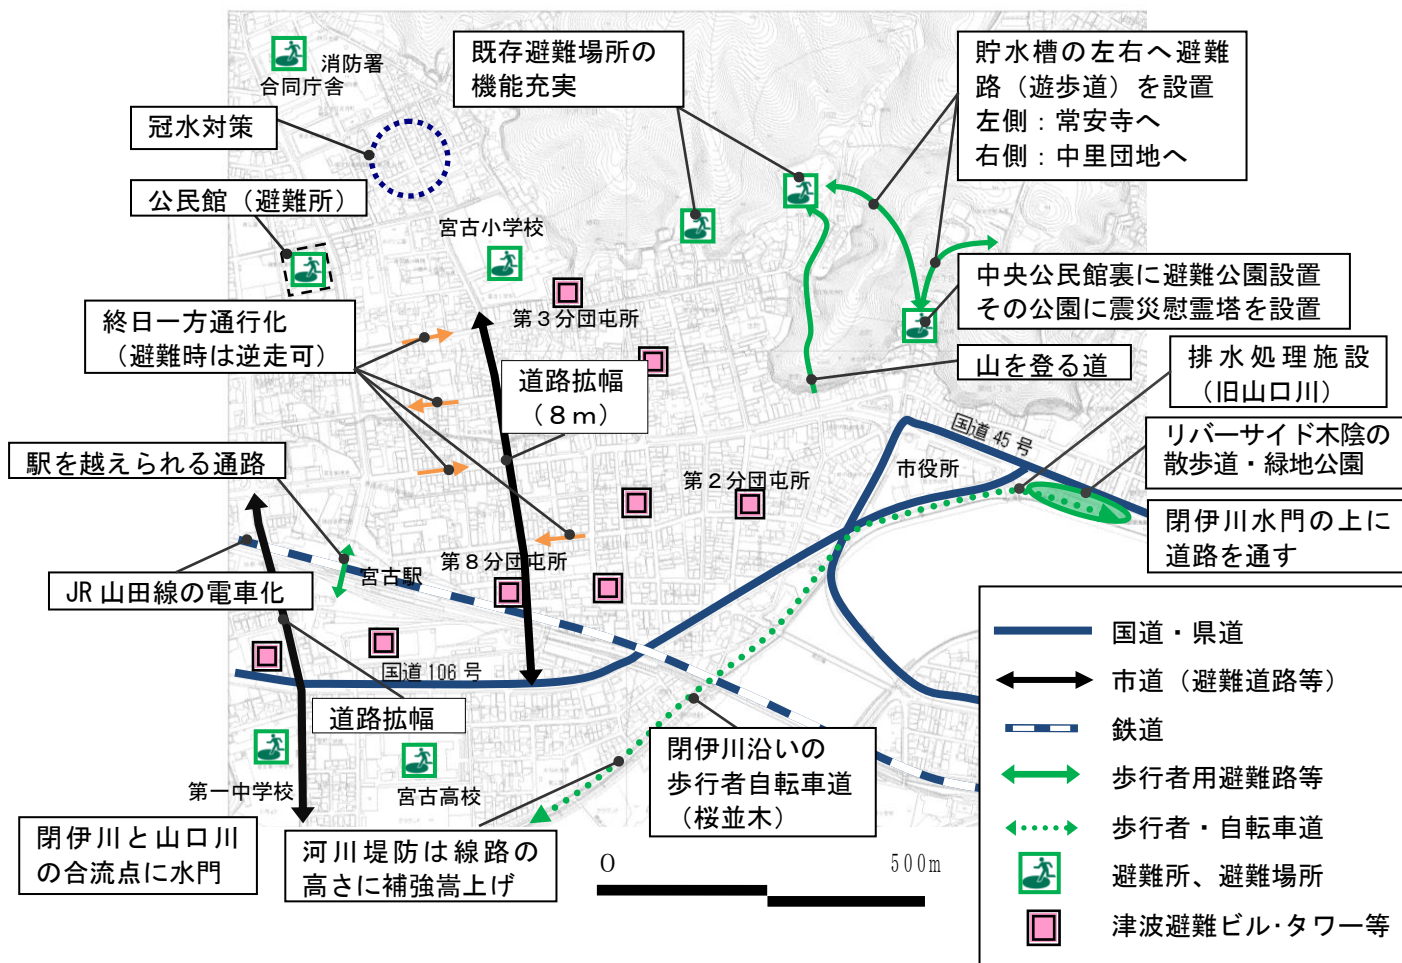 消防署
合同庁舎
冠水対策
公民館（避難所）
既存避難場所の
機能充実
貯水槽の左右へ避難
路（遊歩道）を設置
左側：常安寺へ
右側：中里団地へ
宮古小学校
第３分団屯所
終日一方通行化
（避難時は逆走可）
道路拡幅
（８ｍ）
中央公民館裏に避難公園設置
その公園に震災慰霊塔を設置
山を登る道
排水処理施設
（旧山口川）
国道 45 号
リバーサイド木陰の
散歩道・緑地公園
駅を越えられる通路
第２分団屯所
市役所
閉伊川水門の上に
道路を通す
第８分団屯所
宮古駅
JR 山田線の電車化
国道 106 号
道路拡幅
第一中学校
宮古高校
閉伊川沿いの
歩行者自転車道
（桜並木）
閉伊川と山口川
の合流点に水門
河川堤防は線路の
高さに補強嵩上げ
0
500m
国道・県道
市道（避難道路等）
鉄道
歩行者用避難路等
歩行者・自転車道
避難所、避難場所
津波避難ビル・タワー等